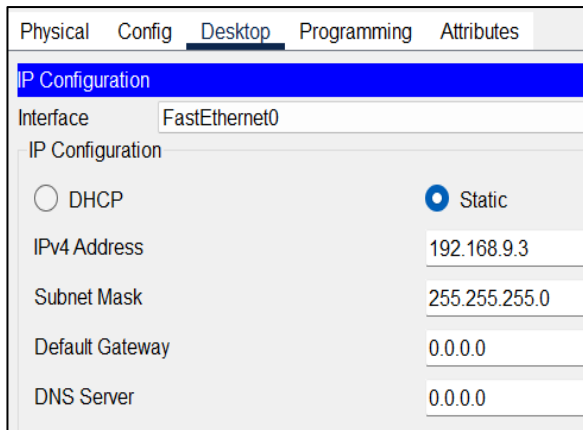 Physical Config Desktop Programming Attributes
IP Configuration
Interface FastEthernet0
IP Configuration
DHCP Static
IPv4 Address 192.168.9.3
Subnet Mask 255.255.255.0
Default Gateway 0.0.0.0
DNS Server 0.0.0.0